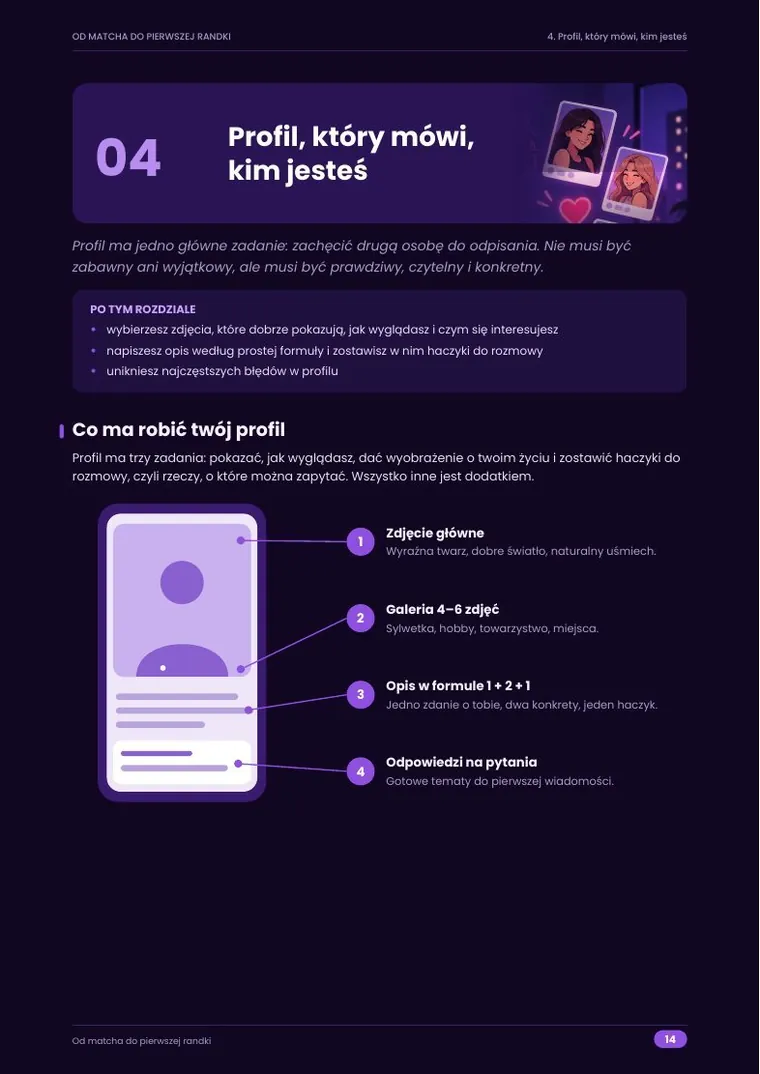 OD MATCHA DO PIERWSZEJ RANDKI
4. Profil, który mówi, kim jesteś
04
Profil, który mówi,
kim jesteś
Profil ma jedno główne zadanie: zachęcić drugą osobę do odpisania. Nie musi być
zabawny ani wyjątkowy, ale musi być prawdziwy, czytelny i konkretny.
PO TYM ROZDZIALE
• wybierzesz zdjęcia, które dobrze pokazują, jak wyglądasz i czym się interesujesz
• napiszesz opis według prostej formuły i zostawisz w nim haczyki do rozmowy
• unikniesz najczęstszych błędów w profilu
Co ma robić twój profil
Profil ma trzy zadania: pokazać, jak wyglądasz, dać wyobrażenie o twoim życiu i zostawić haczyki do
rozmowy, czyli rzeczy, o które można zapytać. Wszystko inne jest dodatkiem.
1
Zdjęcie główne
Wyraźna twarz, dobre światło, naturalny uśmiech.
2
Galeria 4–6 zdjęć
Sylwetka, hobby, towarzystwo, miejsca.
3
Opis w formule 1 + 2 + 1
Jedno zdanie o tobie, dwa konkrety, jeden haczyk.
4
Odpowiedzi na pytania
Gotowe tematy do pierwszej wiadomości.
Od matcha do pierwszej randki
14